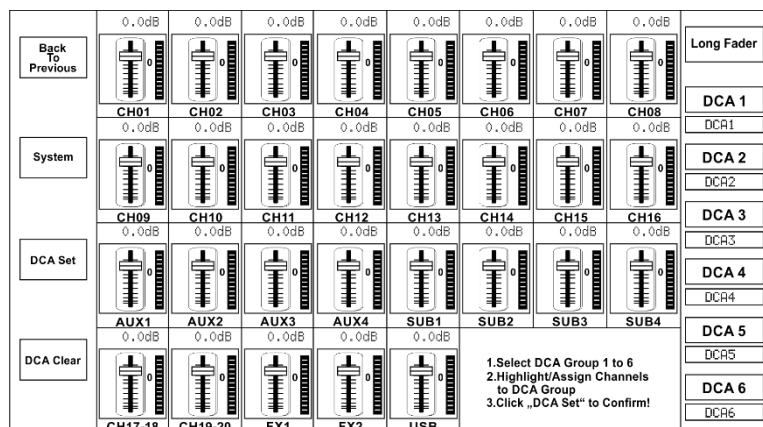 0.0dB 0.0dB 0.0dB 0.0dB 0.0dB 0.0dB 0.0dB 0.0dB
Back
To
Previous
Long Fader
0 0 0 0 0 0 0 0
CH01 CH02 CH03 CH04 CH05 CH06 CH07 CH08
DCA 1
DCA1
0.0dB 0.0dB 0.0dB 0.0dB 0.0dB 0.0dB 0.0dB 0.0dB
System
DCA 2
0 0 0 0 0 0 0 0
DCA2
CH09 CH10 CH11 CH12 CH13 CH14 CH15 CH16
DCA 3
DCA3
0.0dB 0.0dB 0.0dB 0.0dB 0.0dB 0.0dB 0.0dB 0.0dB
DCA Set
DCA 4
0 0 0 0 0 0 0 0
DCA4
AUX1 AUX2 AUX3 AUX4 SUB1 SUB2 SUB3 SUB4
DCA 5
DCA5
0.0dB 0.0dB 0.0dB 0.0dB 0.0dB
DCA Clear
0 0 0 0 0
1.Select DCA Group 1 to 6
2.Highlight/Assign Channels
to DCA Group
3.Click „DCA Set“ to Confirm!
DCA 6
DCA6
CH17-18 CH19-20 FX1 FX2 USB